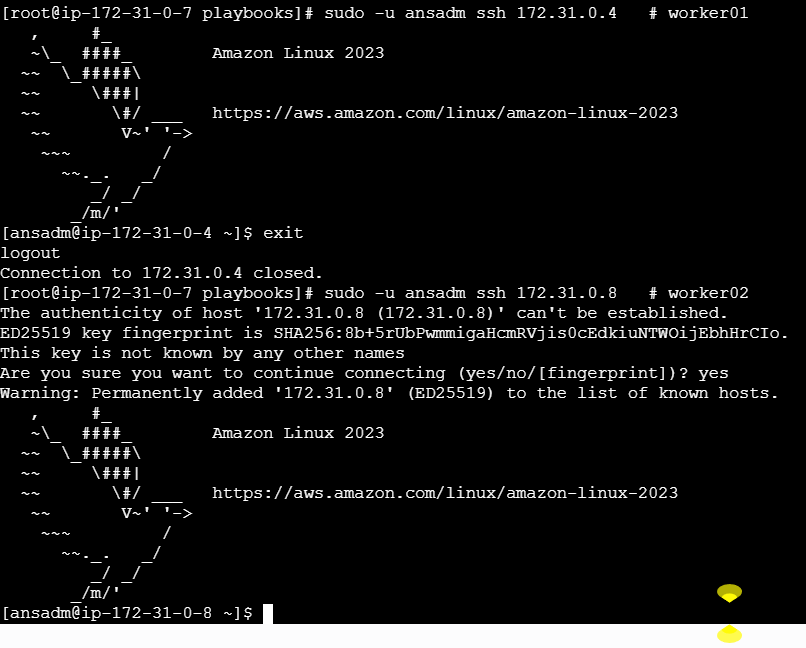 [root@ip-172-31-0-7 playbooks]# sudo -u ansadm ssh 172.31.0.4   # worker01
   ,     #_
   ~\_  ####_        Amazon Linux 2023
  ~~  \_#####\
  ~~     \###|
  ~~       \#/ ___   https://aws.amazon.com/linux/amazon-linux-2023
   ~~       V~' '->
    ~~~         /
      ~~._.   _/
         _/ _/
       _/m/'
[ansadm@ip-172-31-0-4 ~]$ exit
logout
Connection to 172.31.0.4 closed.
[root@ip-172-31-0-7 playbooks]# sudo -u ansadm ssh 172.31.0.8   # worker02
The authenticity of host '172.31.0.8 (172.31.0.8)' can't be established.
ED25519 key fingerprint is SHA256:8b+5rUbPwmmigaHcmRVjis0cEdkiuNTWOijEbhHrCIo.
This key is not known by any other names
Are you sure you want to continue connecting (yes/no/[fingerprint])? yes
Warning: Permanently added '172.31.0.8' (ED25519) to the list of known hosts.
   ,     #_
   ~\_  ####_        Amazon Linux 2023
  ~~  \_#####\
  ~~     \###|
  ~~       \#/ ___   https://aws.amazon.com/linux/amazon-linux-2023
   ~~       V~' '->
    ~~~         /
      ~~._.   _/
         _/ _/
       _/m/'
[ansadm@ip-172-31-0-8 ~]$